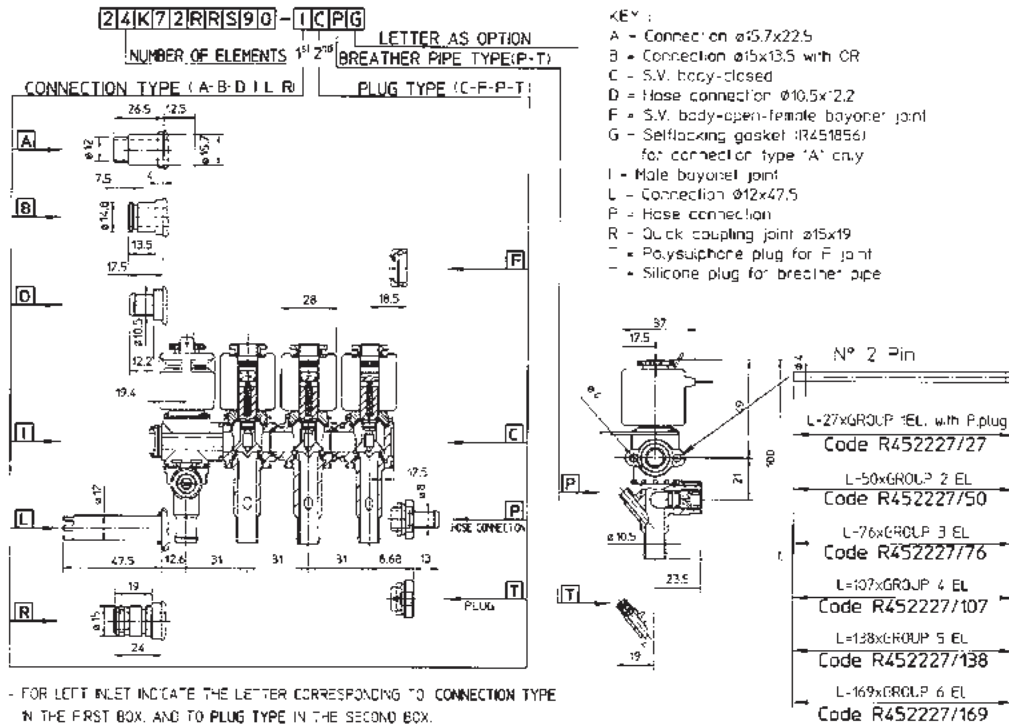 24K72RRS90-ICPG
LETTER AS OPTION
NUMBER OF ELEMENTS 1st 2nd BREATHER PIPE TYPE(P-T)
CONNECTION TYPE (A-B-D I L R) PLUG TYPE (C-F-P-T)
KEY :
A - Connection ø15.7x22.5
B - Connection ø15x13.5 with OR
C - S.V. body-closed
D = Hose connection Ø10.5x12.2
F - S.V. body-open-female bayonet joint
G - Selflocking gasket (R451856)
for connection type "A" only
I - Male bayonet joint
L - Connection Ø12x47.5
P - Hose connection
R - Quick coupling joint ø15x19
T - Polysulphone plug for F joint
T - Silicone plug for breather pipe
26.5 12.5
A
ø12
ø15.7
7.5 4
B
ø14.8
13.5
17.5
F
D
28
18.5
ø10.5
12.2
19.4
I
C
17.5
ø12
ø8
L
P
HOSE CONNECTION
47.5 12.6 31 31 31 8.68 13
19
T
PLUG
R
ø15
24
37
17.5
21
100
P
ø10.5
23.5
T
19
N° 2 Pin
ø4
L-27xGROUP 1EL. with P.plug
Code R452227/27
L-50xGROUP 2 EL
Code R452227/50
L-76xGROUP 3 EL
Code R452227/76
L=107xGROUP 4 EL
Code R452227/107
L=138xGROUP 5 EL
Code R452227/138
L-169xGROUP 6 EL
Code R452227/169
- FOR LEFT INLET INDICATE THE LETTER CORRESPONDING TO CONNECTION TYPE
IN THE FIRST BOX, AND TO PLUG TYPE IN THE SECOND BOX.